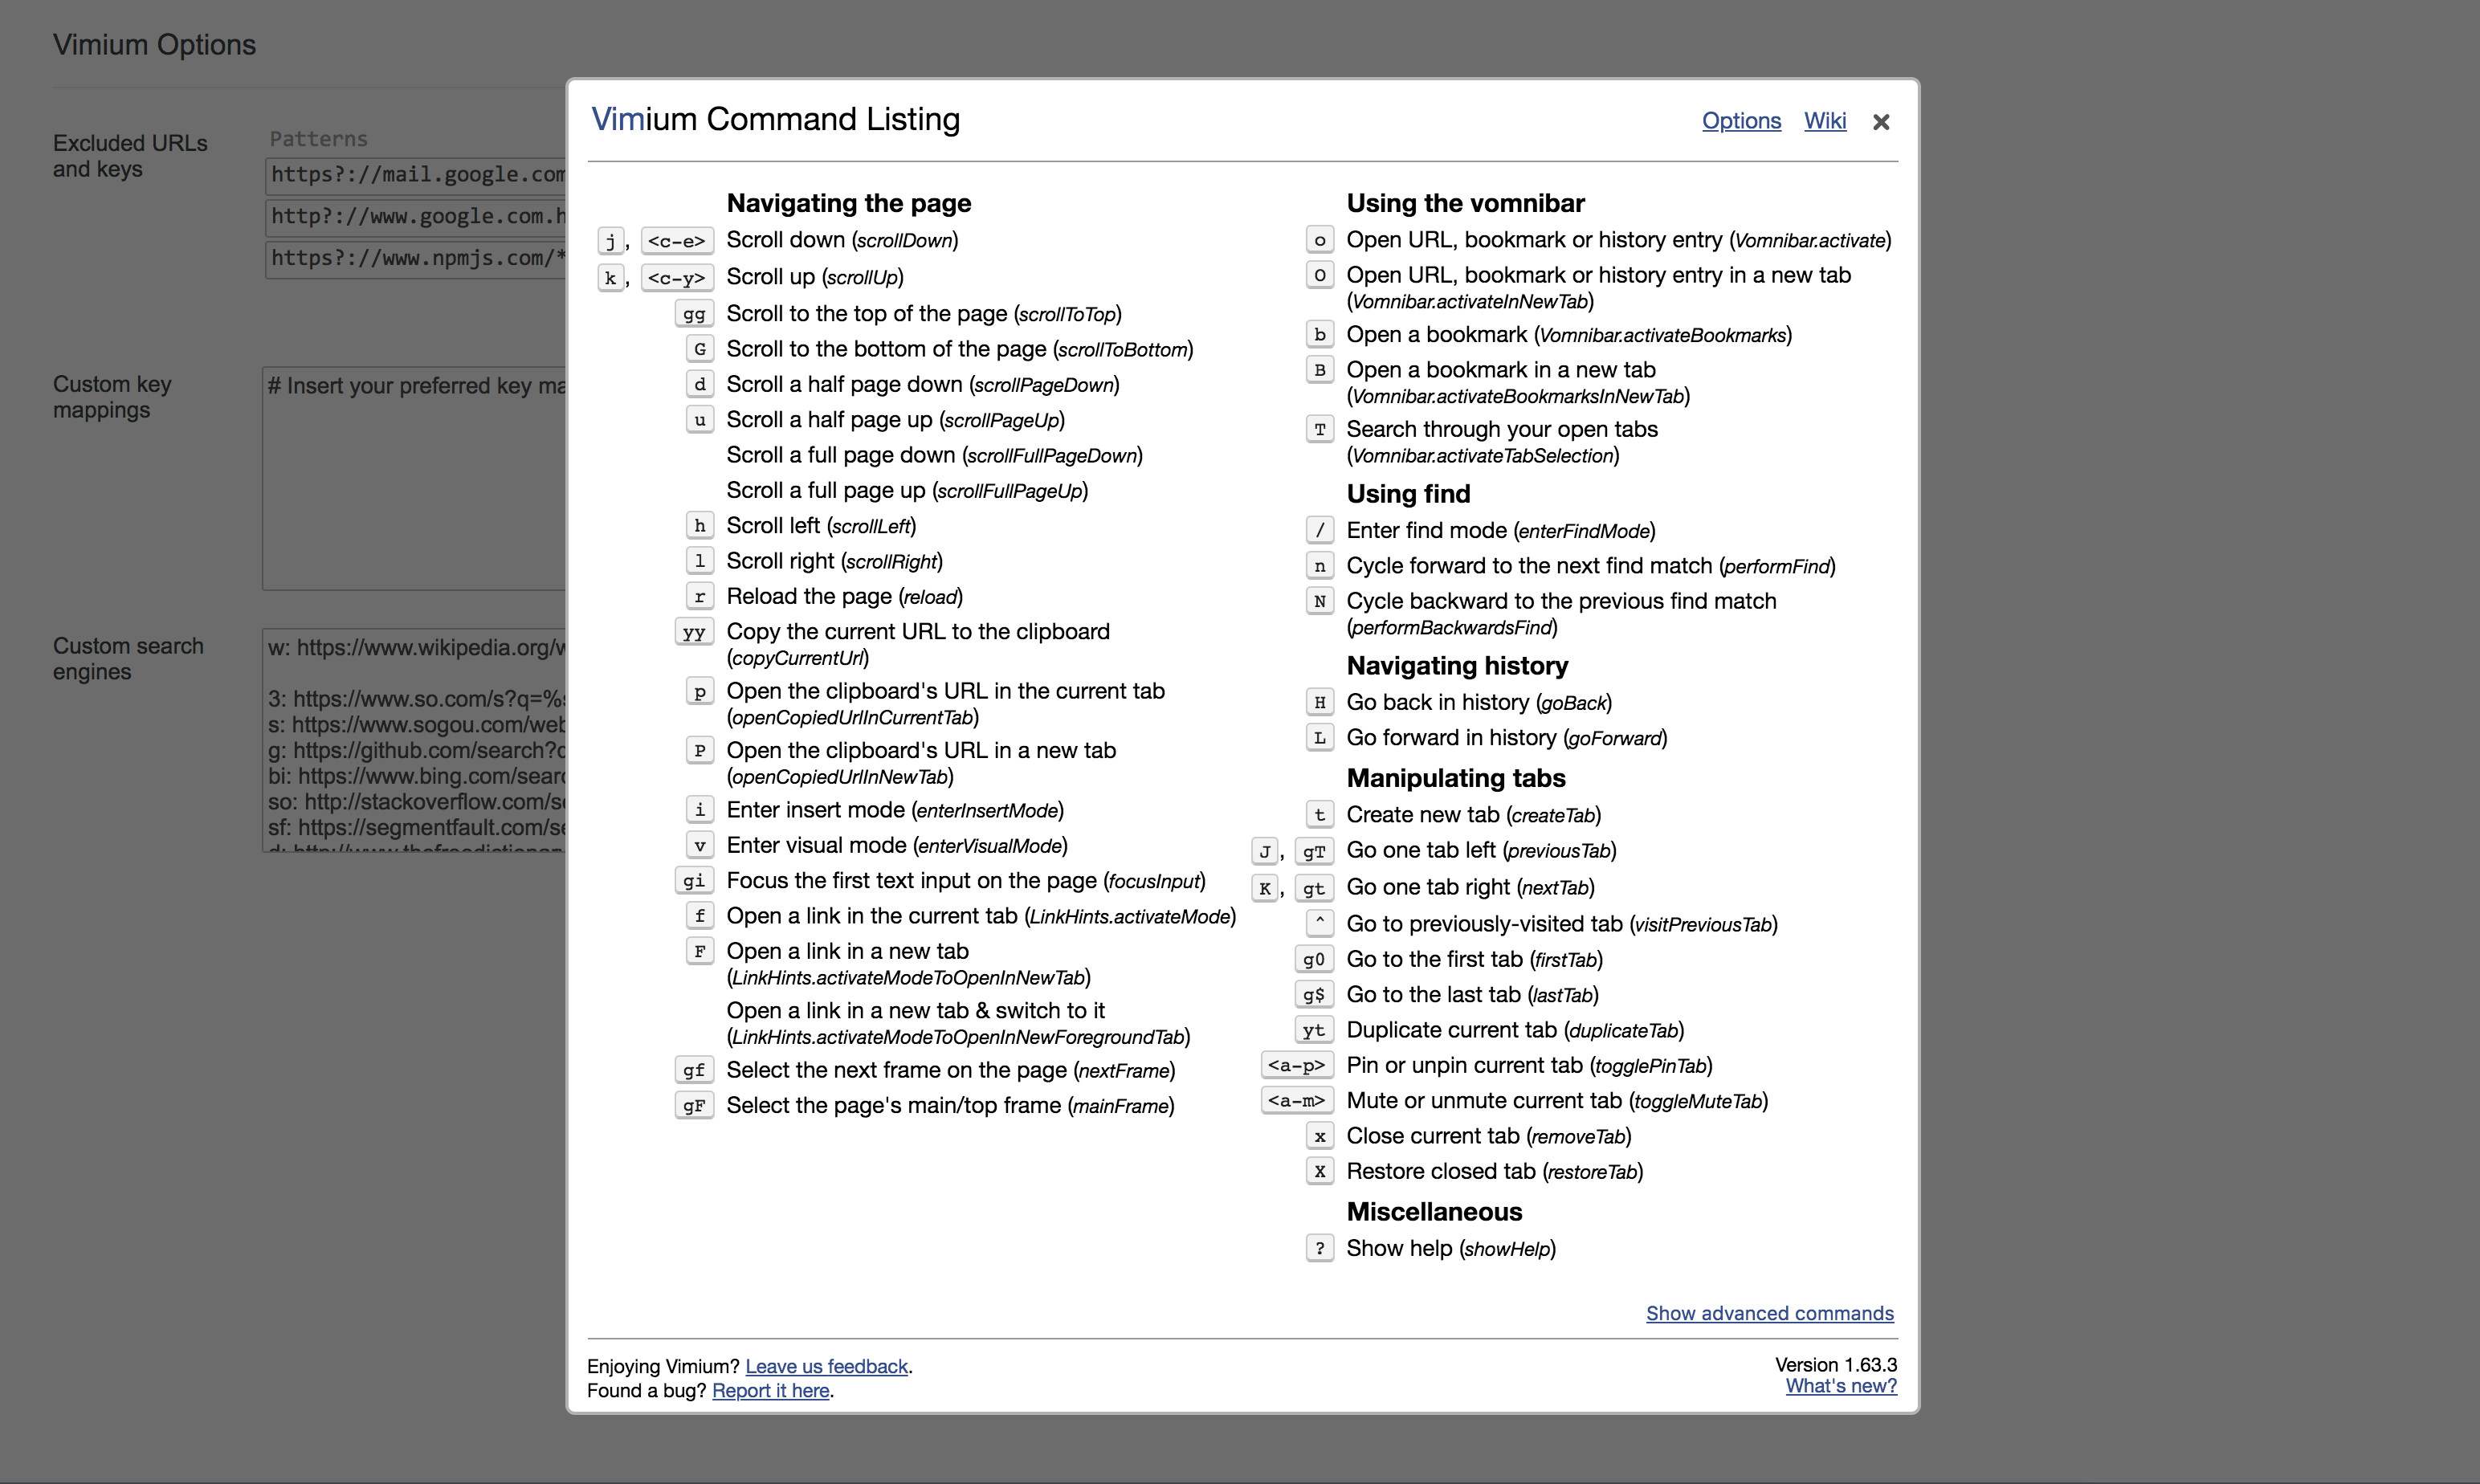 Vimium Options
Excluded URLs
and keys
Patterns
https?://mail.google.com
http?://www.google.com.h
https?://www.npmjs.com/*
Custom key
mappings
# Insert your preferred key ma
Custom search
engines
w: https://www.wikipedia.org/w
3: https://www.so.com/s?q=%s
s: https://www.sogou.com/web
g: https://github.com/search?q
bi: https://www.bing.com/searc
so: http://stackoverflow.com/se
sf: https://segmentfault.com/se
Vimium Command Listing
Options Wiki ×
Navigating the page
j, <c-e> Scroll down (scrollDown)
k, <c-y> Scroll up (scrollUp)
gg Scroll to the top of the page (scrollToTop)
G Scroll to the bottom of the page (scrollToBottom)
d Scroll a half page down (scrollPageDown)
u Scroll a half page up (scrollPageUp)
Scroll a full page down (scrollFullPageDown)
Scroll a full page up (scrollFullPageUp)
h Scroll left (scrollLeft)
l Scroll right (scrollRight)
r Reload the page (reload)
yy Copy the current URL to the clipboard
(copyCurrentUrl)
p Open the clipboard's URL in the current tab
(openCopiedUrlInCurrentTab)
P Open the clipboard's URL in a new tab
(openCopiedUrlInNewTab)
i Enter insert mode (enterInsertMode)
v Enter visual mode (enterVisualMode)
gi Focus the first text input on the page (focusInput)
f Open a link in the current tab (LinkHints.activateMode)
F Open a link in a new tab
(LinkHints.activateModeToOpenInNewTab)
Open a link in a new tab & switch to it
(LinkHints.activateModeToOpenInNewForegroundTab)
gf Select the next frame on the page (nextFrame)
gF Select the page's main/top frame (mainFrame)
Using the vomnibar
o Open URL, bookmark or history entry (Vomnibar.activate)
O Open URL, bookmark or history entry in a new tab
(Vomnibar.activateInNewTab)
b Open a bookmark (Vomnibar.activateBookmarks)
B Open a bookmark in a new tab
(Vomnibar.activateBookmarksInNewTab)
T Search through your open tabs
(Vomnibar.activateTabSelection)
Using find
/ Enter find mode (enterFindMode)
n Cycle forward to the next find match (performFind)
N Cycle backward to the previous find match
(performBackwardsFind)
Navigating history
H Go back in history (goBack)
L Go forward in history (goForward)
Manipulating tabs
t Create new tab (createTab)
J, gT Go one tab left (previousTab)
K, gt Go one tab right (nextTab)
^ Go to previously-visited tab (visitPreviousTab)
g0 Go to the first tab (firstTab)
g$ Go to the last tab (lastTab)
yt Duplicate current tab (duplicateTab)
<a-p> Pin or unpin current tab (togglePinTab)
<a-m> Mute or unmute current tab (toggleMuteTab)
x Close current tab (removeTab)
X Restore closed tab (restoreTab)
Miscellaneous
? Show help (showHelp)
Show advanced commands
Enjoying Vimium? Leave us feedback.
Found a bug? Report it here.
Version 1.63.3
What's new?